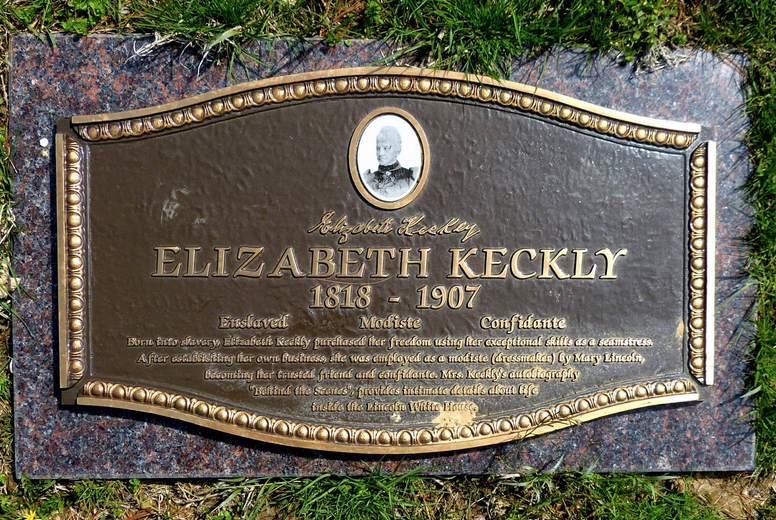 Elizabeth Keckley
ELIZABETH KECKLY
1818 - 1907
Enslaved Modiste Confidante
Born into slavery, Elizabeth Keckly purchased her freedom using her exceptional skills as a seamstress.
After establishing her own business, she was employed as a modiste (dressmaker) by Mary Lincoln,
becoming her trusted friend and confidante. Mrs. Keckly's autobiography
"Behind the Scenes", provides intimate details about life
inside the Lincoln White House.